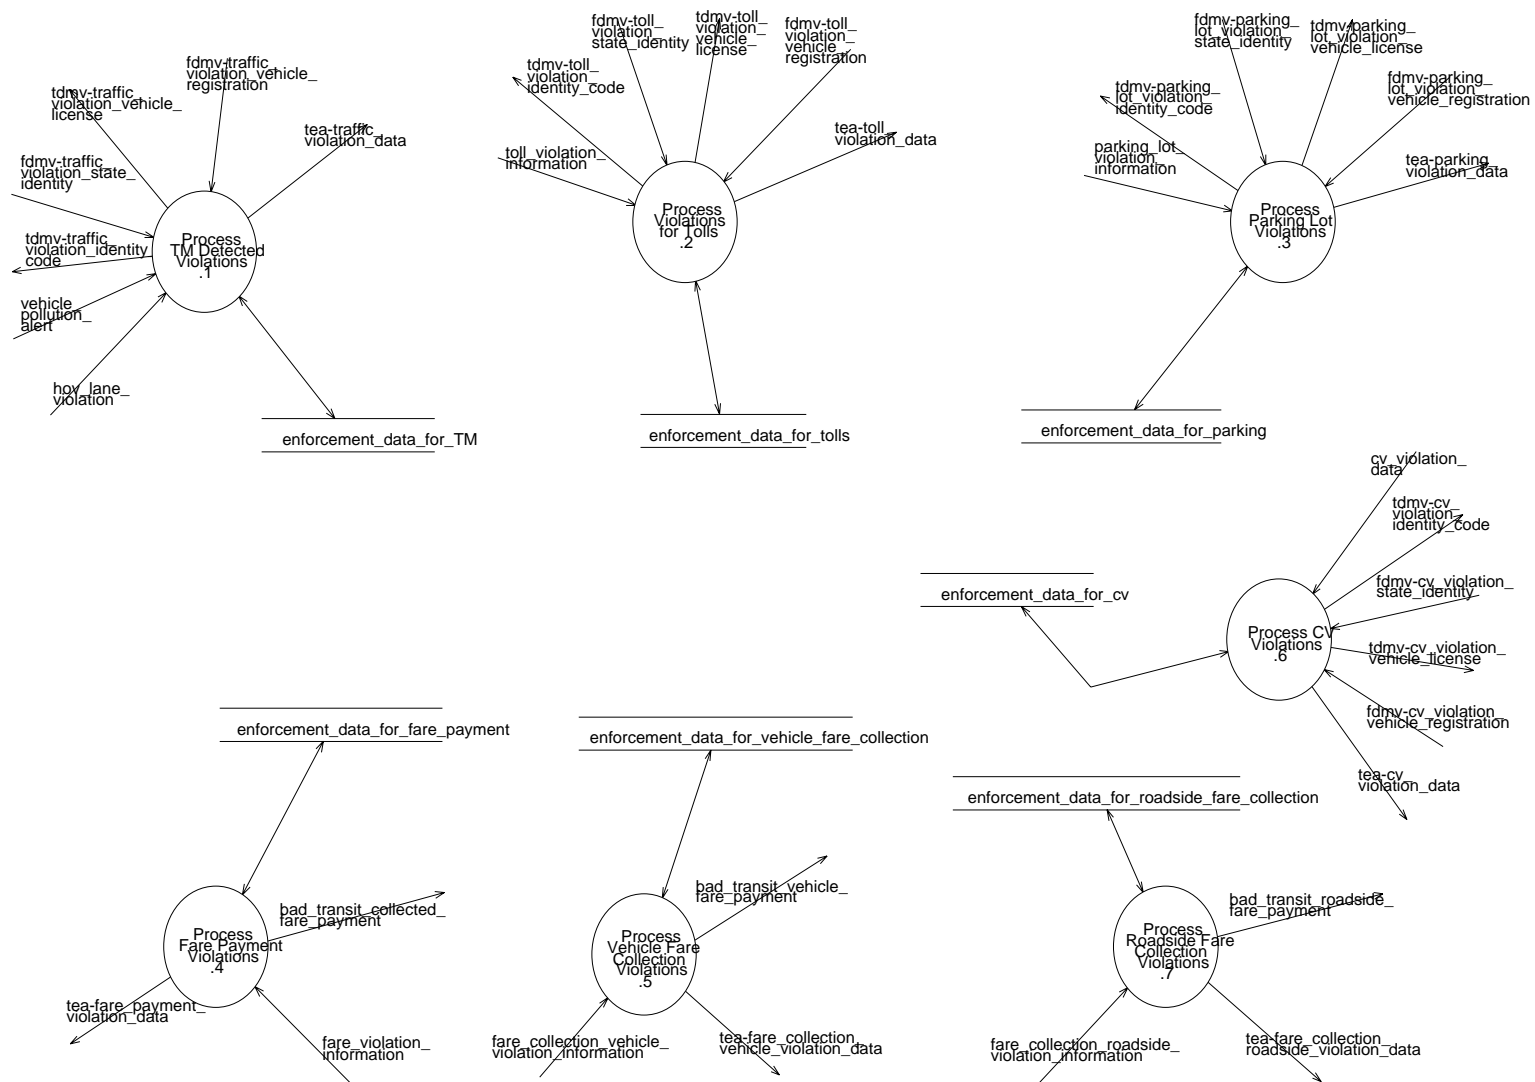 fdmv-traffic_
violation_vehicle_
registration
tdmv-traffic_
violation_vehicle_
license
tea-traffic_
violation_data
fdmv-traffic_
violation_state_
identity
tdmv-traffic_
violation_identity_
code
vehicle_
pollution_
alert
hov_lane_
violation
Process
TM Detected
Violations
.1
enforcement_data_for_TM
fdmv-toll_
violation_
state_identity
tdmv-toll_
violation_
vehicle_
license
fdmv-toll_
violation_
vehicle_
registration
tdmv-toll_
violation_
identity_code
toll_violation_
information
tea-toll_
violation_data
Process
Violations
for Tolls
.2
enforcement_data_for_tolls
fdmv-parking_
lot_violation_
state_identity
tdmv-parking_
lot_violation_
vehicle_license
fdmv-parking_
lot_violation_
vehicle_registration
tdmv-parking_
lot_violation_
identity_code
parking_lot_
violation_
information
tea-parking_
violation_data
Process
Parking Lot
Violations
.3
enforcement_data_for_parking
cv_violation_
data
tdmv-cv_
violation_
identity_code
fdmv-cv_violation_
state_identity
tdmv-cv_violation_
vehicle_license
fdmv-cv_violation_
vehicle_registration
tea-cv_
violation_data
Process CV
Violations
.6
enforcement_data_for_cv
enforcement_data_for_fare_payment
bad_transit_collected_
fare_payment
Process
Fare Payment
Violations
.4
tea-fare_payment_
violation_data
fare_violation_
information
enforcement_data_for_vehicle_fare_collection
bad_transit_vehicle_
fare_payment
Process
Vehicle Fare
Collection
Violations
.5
fare_collection_vehicle_
violation_information
tea-fare_collection_
vehicle_violation_data
enforcement_data_for_roadside_fare_collection
bad_transit_roadside_
fare_payment
Process
Roadside Fare
Collection
Violations
.7
fare_collection_roadside_
violation_information
tea-fare_collection_
roadside_violation_data